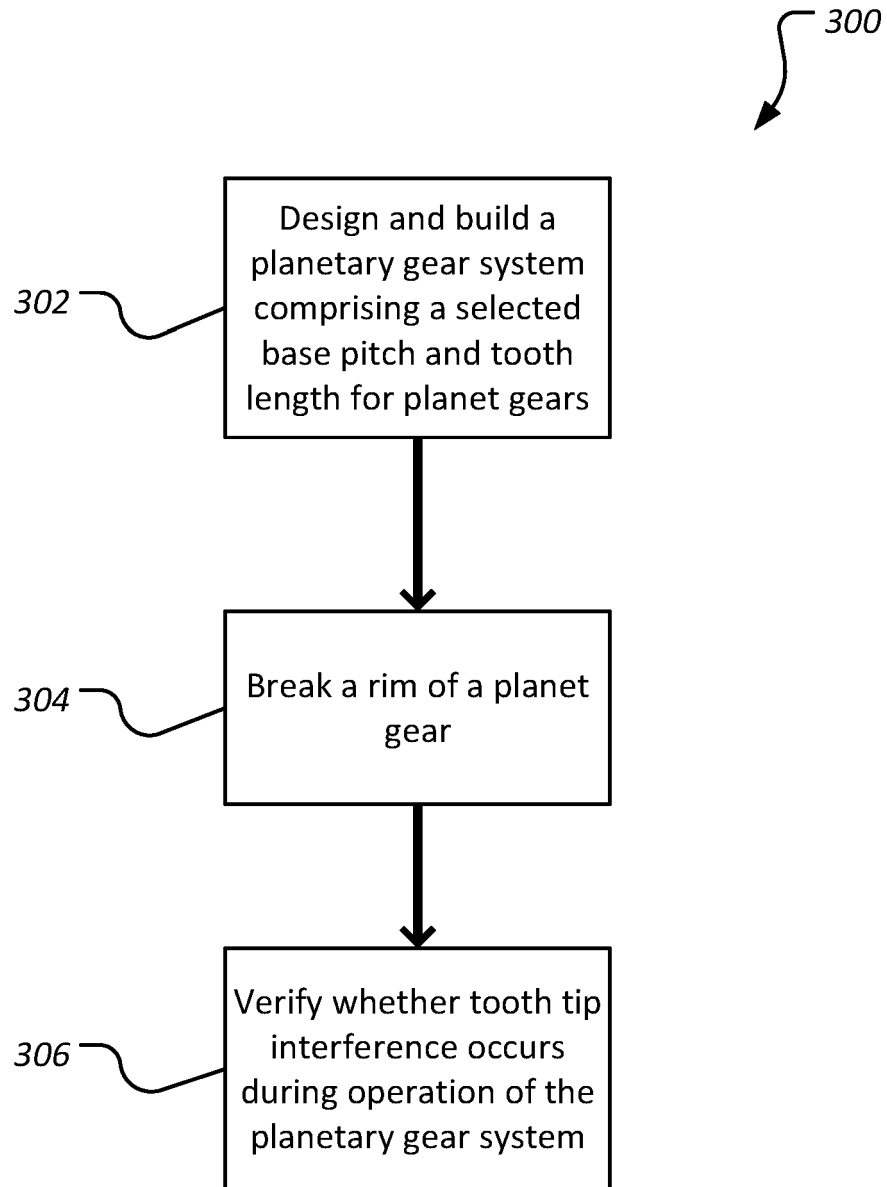 300
Design and build a
planetary gear system
comprising a selected
base pitch and tooth
length for planet gears
302
Break a rim of a planet
gear
304
Verify whether tooth tip
interference occurs
during operation of the
planetary gear system
306